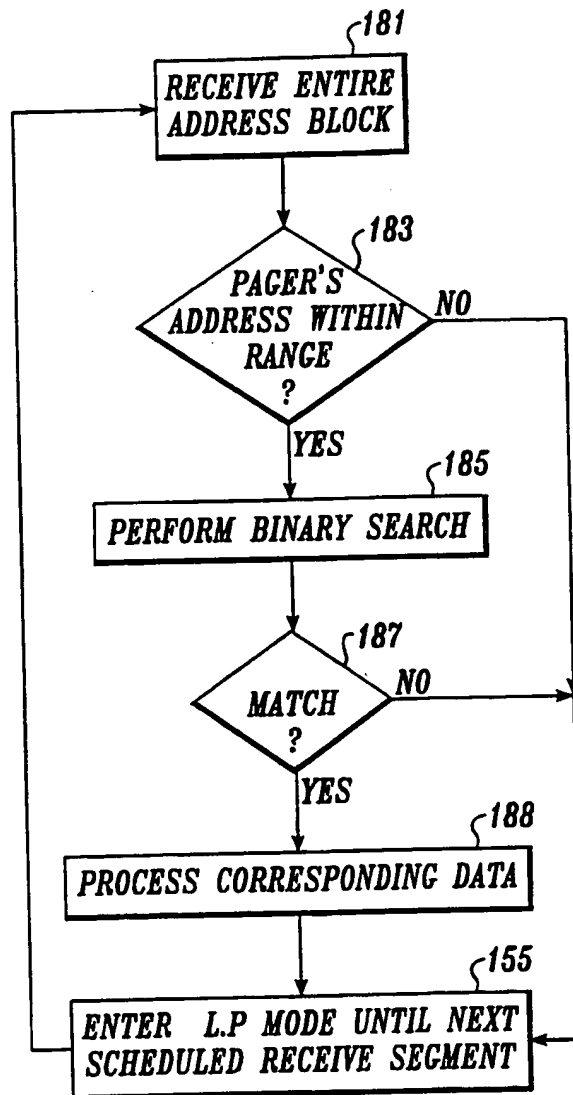 181
RECEIVE ENTIRE
ADDRESS BLOCK
183
PAGER'S
ADDRESS WITHIN
RANGE
?
NO
YES
185
PERFORM BINARY SEARCH
187
MATCH
?
NO
YES
188
PROCESS CORRESPONDING DATA
155
ENTER L.P MODE UNTIL NEXT
SCHEDULED RECEIVE SEGMENT